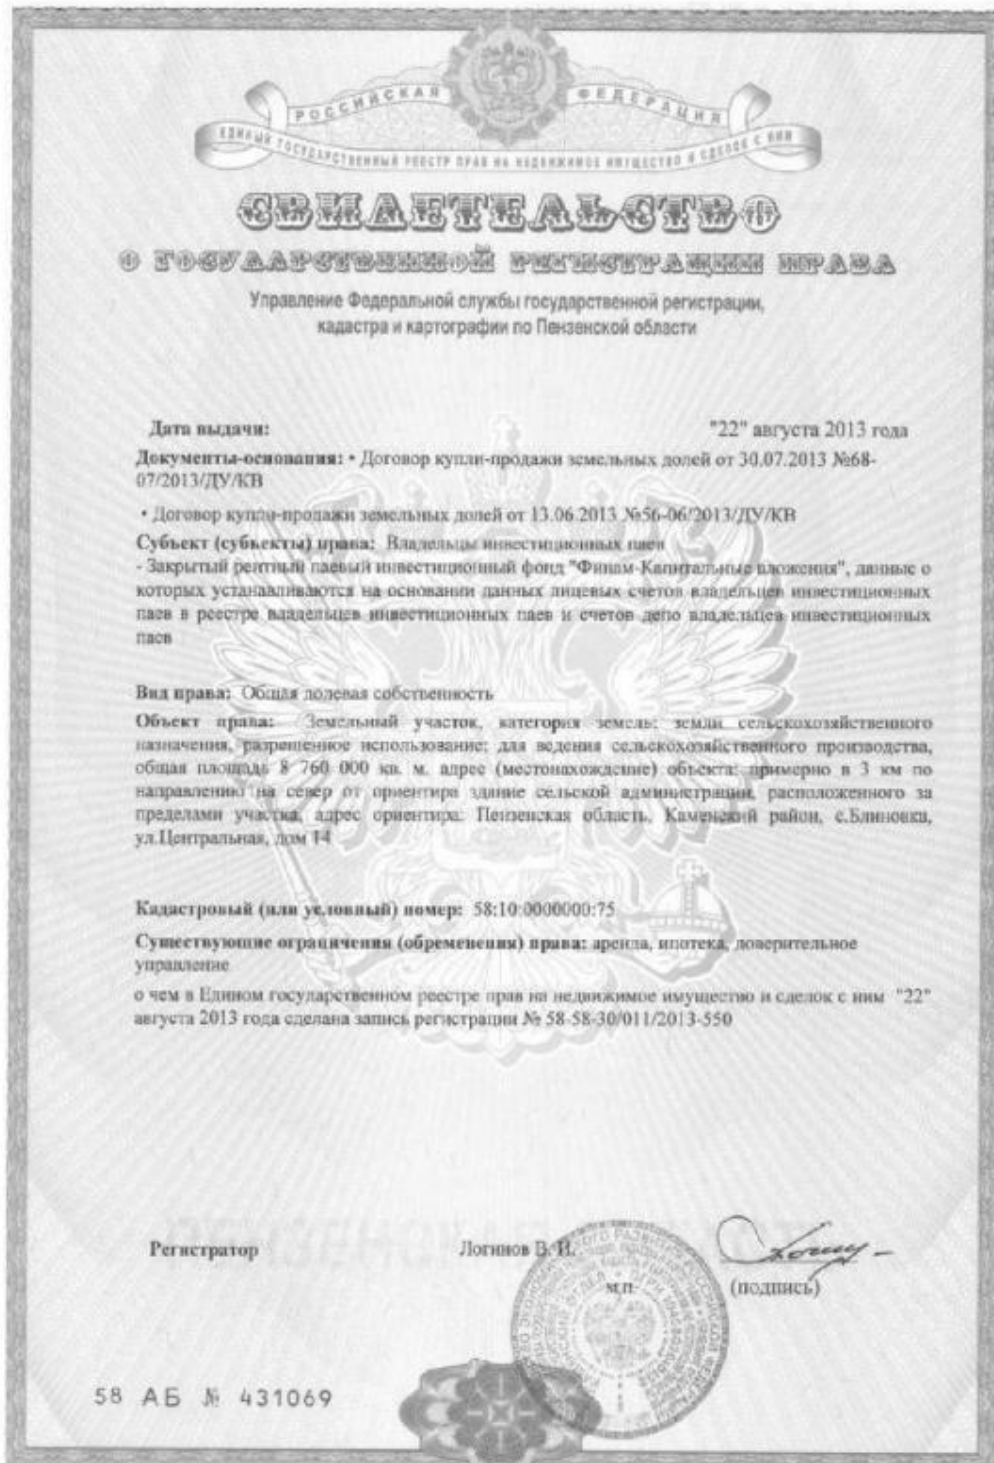 РОССИЙСКАЯ ФЕДЕРАЦИЯ
ЕДИНЫЙ ГОСУДАРСТВЕННЫЙ РЕЕСТР ПРАВ НА НЕДВИЖИМОЕ ИМУЩЕСТВО И СДЕЛОК С НИМ
СВИДЕТЕЛЬСТВО
О ГОСУДАРСТВЕННОЙ РЕГИСТРАЦИИ ПРАВА
Управление Федеральной службы государственной регистрации,
кадастра и картографии по Пензенской области
Дата выдачи: "22" августа 2013 года
Документы-основания: • Договор купли-продажи земельных долей от 30.07.2013 №68-
07/2013/ДУ/КВ
• Договор купли-продажи земельных долей от 13.06.2013 №56-06/2013/ДУ/КВ
Субъект (субъекты) права: Владельцы инвестиционных паев
- Закрытый рентный паевый инвестиционный фонд "Финам-Капитальные вложения", данные о
которых устанавливаются на основании данных лицевых счетов владельцев инвестиционных
паев в реестре владельцев инвестиционных паев и счетов депо владельцев инвестиционных
паев
Вид права: Общая долевая собственность
Объект права: Земельный участок, категория земель: земли сельскохозяйственного
назначения, разрешенное использование: для ведения сельскохозяйственного производства,
общая площадь 8 760 000 кв. м, адрес (местонахождение) объекта: примерно в 3 км по
направлению на север от ориентира здание сельской администрации, расположенного за
пределами участка, адрес ориентира: Пензенская область, Каменский район, с.Блиновка,
ул.Центральная, дом 14
Кадастровый (или условный) номер: 58:10:0000000:75
Существующие ограничения (обременения) права: аренда, ипотека, доверительное
управление
о чем в Едином государственном реестре прав на недвижимое имущество и сделок с ним "22"
августа 2013 года сделана запись регистрации № 58-58-30/011/2013-550
Регистратор Логинов В. И.
м.п. (подпись)
58 АБ № 431069